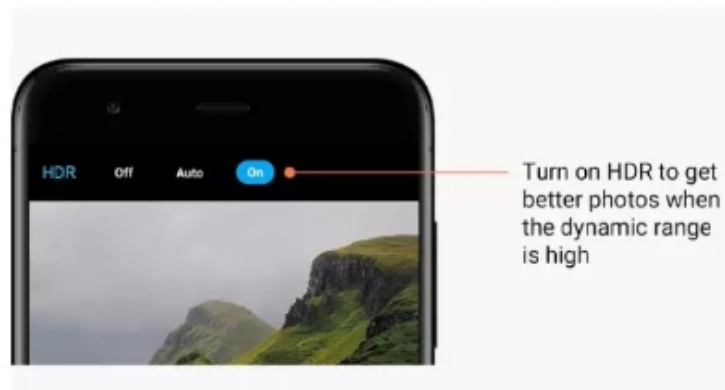 HDR Off Auto On
Turn on HDR to get
better photos when
the dynamic range
is high